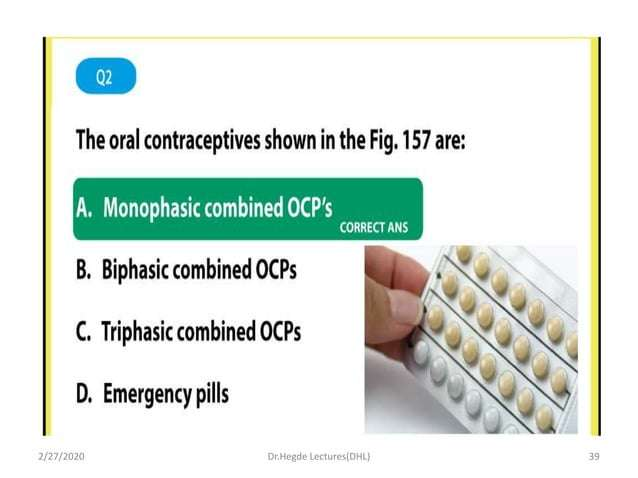 Q2
The oral contraceptives shown in the Fig. 157 are:
A. Monophasic combined OCP's
CORRECT ANS
B. Biphasic combined OCPs
C. Triphasic combined OCPs
D. Emergency pills
2/27/2020
Dr.Hegde Lectures(DHL)
39